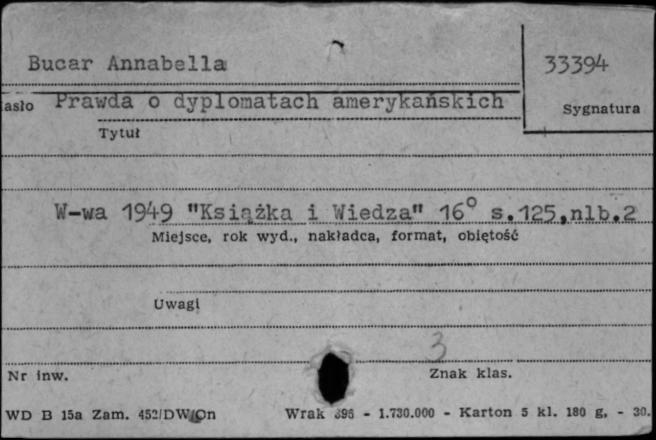 Bucar Annabella
33394
asło Prawda o dyplomatach amerykańskich
Sygnatura
Tytuł
W-wa 1949 "Książka i Wiedza" 16° s.125,nlb.2
Miejsce, rok wyd., nakładca, format, obiętość
Uwagi
3
Nr inw.
Znak klas.
WD B 15a Zam. 452/DW/On Wrak 396 - 1.730.000 - Karton 5 kl. 180 g, - 30.